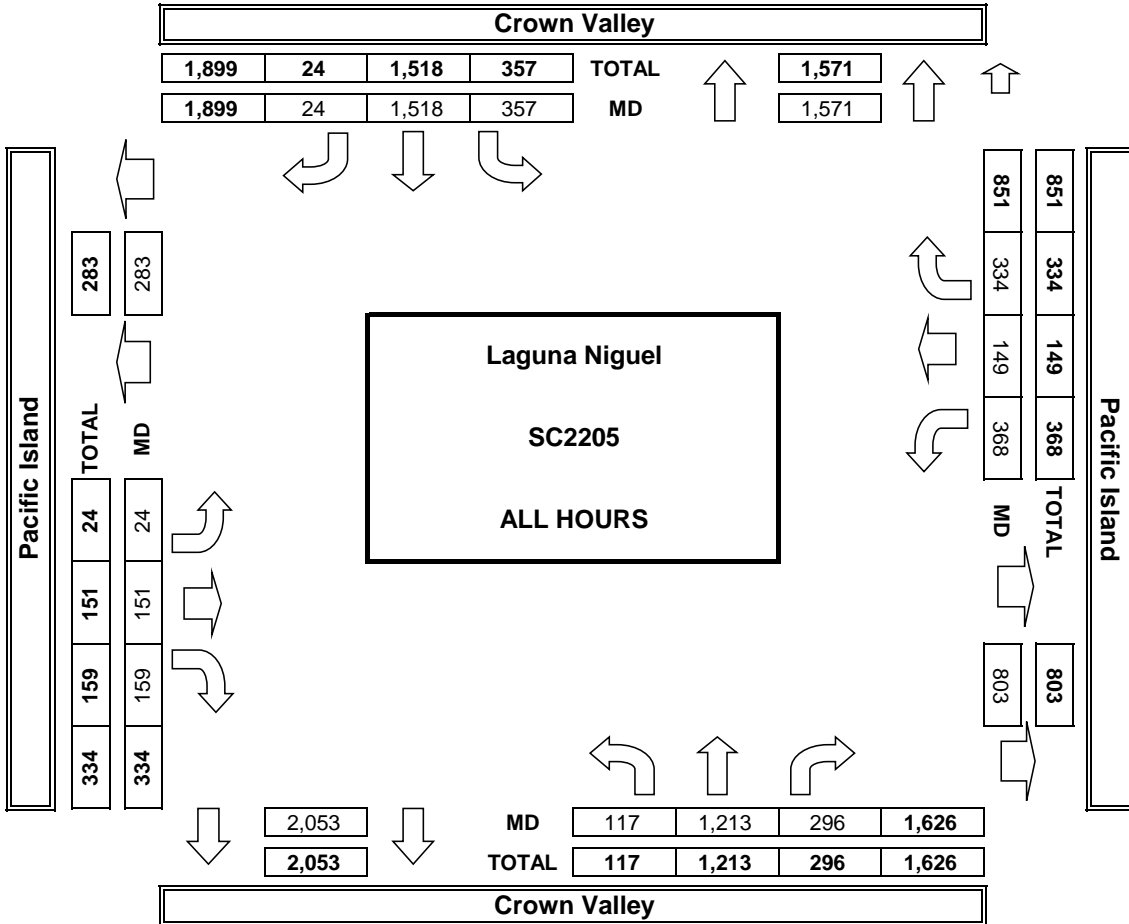 Crown Valley
1,899 24 1,518 357 TOTAL 1,571
1,899 24 1,518 357 MD 1,571
Pacific Island
283 283
TOTAL MD
24 24
151 151
159 159
334 334
Laguna Niguel
SC2205
ALL HOURS
851 851
334 334
149 149
368 368
MD TOTAL
803 803
Pacific Island
2,053 MD 117 1,213 296 1,626
2,053 TOTAL 117 1,213 296 1,626
Crown Valley